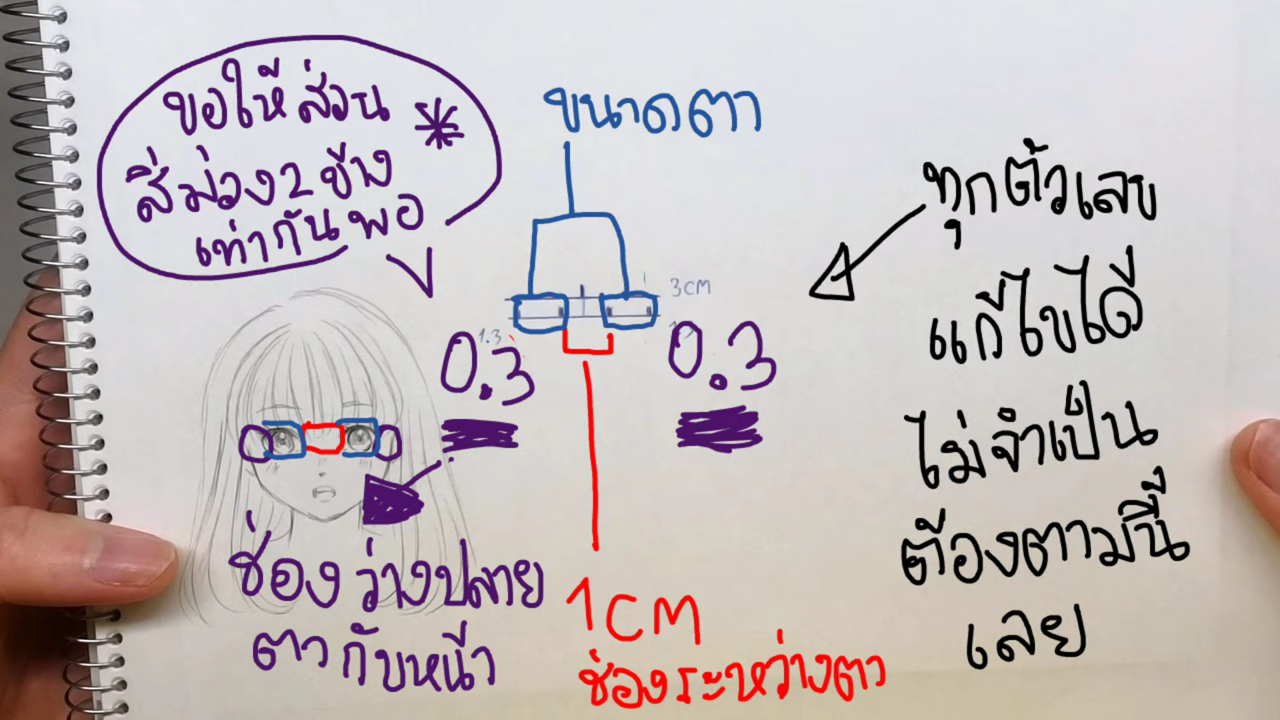 ขอให้ส่วน *
สีม่วง 2 ข้าง
เท่ากันพอ
ขนาดตา
3CM
1.3
0.3
0.3
ช่องว่างปลาย
ตากับหน้า
1CM
ช่องระหว่างตา
ทุกตัวเลข
แก้ไขได้
ไม่จำเป็น
ต้องตามนี้
เลย